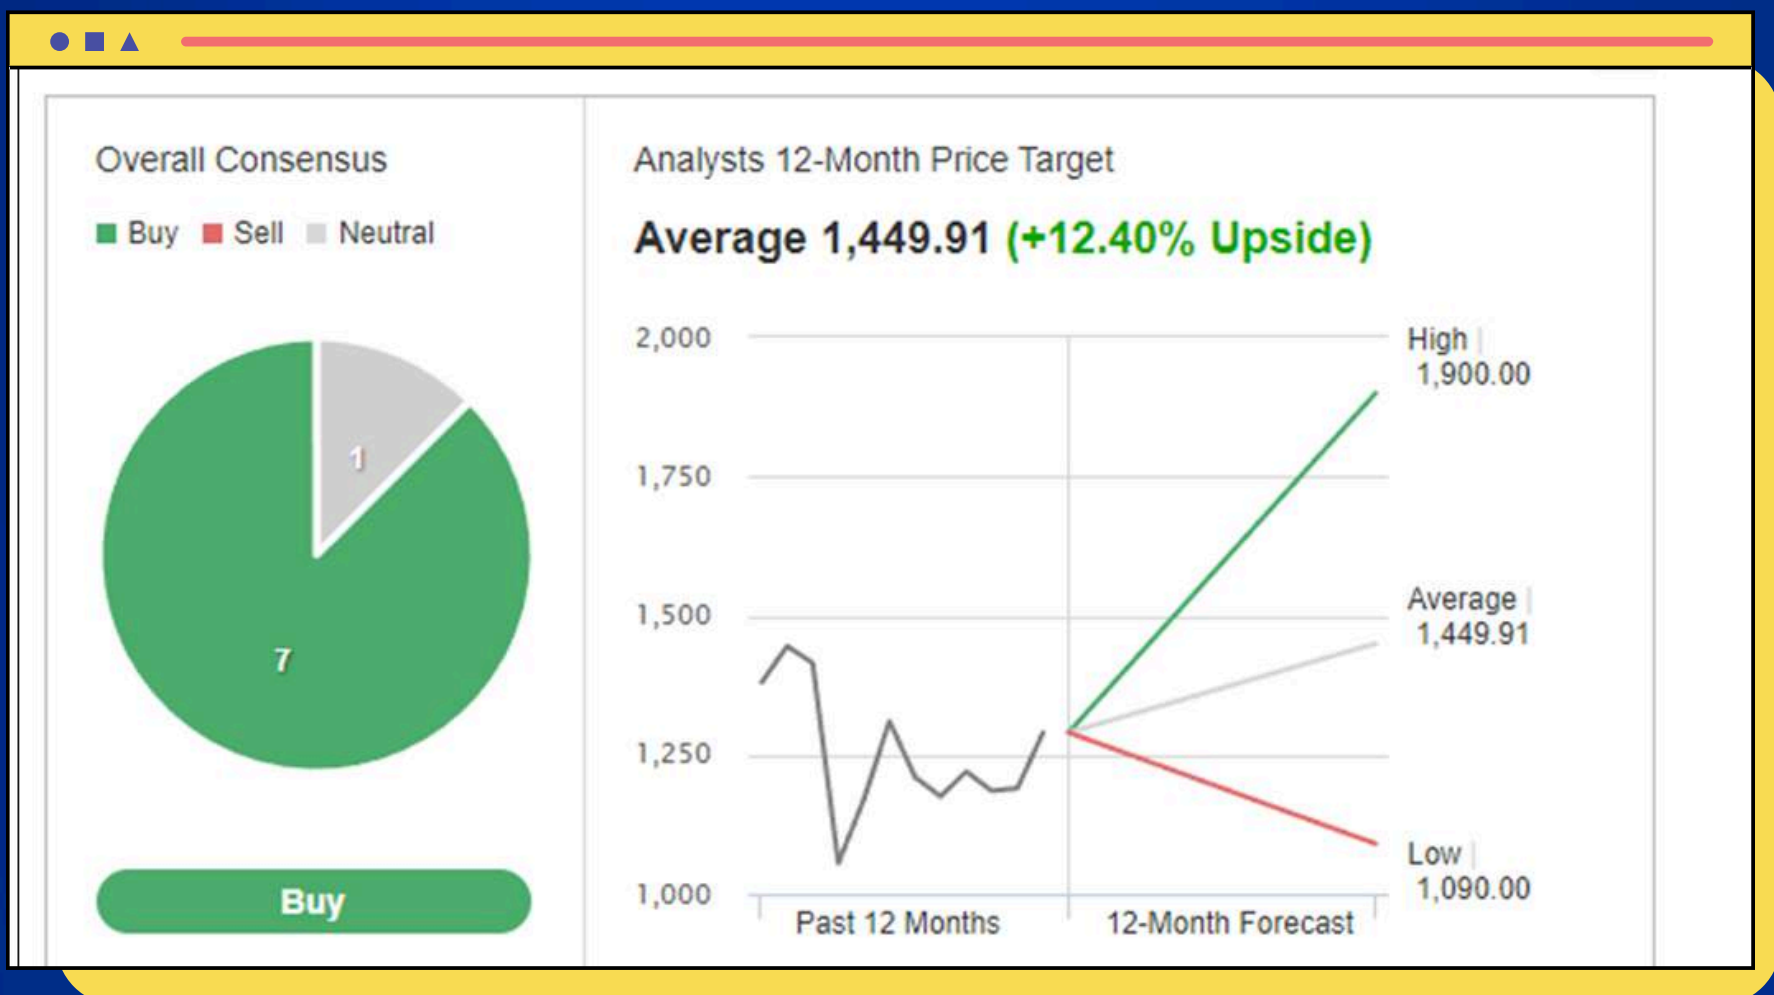 Overall Consensus
Buy Sell Neutral
1
7
Buy
Analysts 12-Month Price Target
Average 1,449.91 (+12.40% Upside)
2,000
1,750
1,500
1,250
1,000
Past 12 Months
12-Month Forecast
High
1,900.00
Average
1,449.91
Low
1,090.00